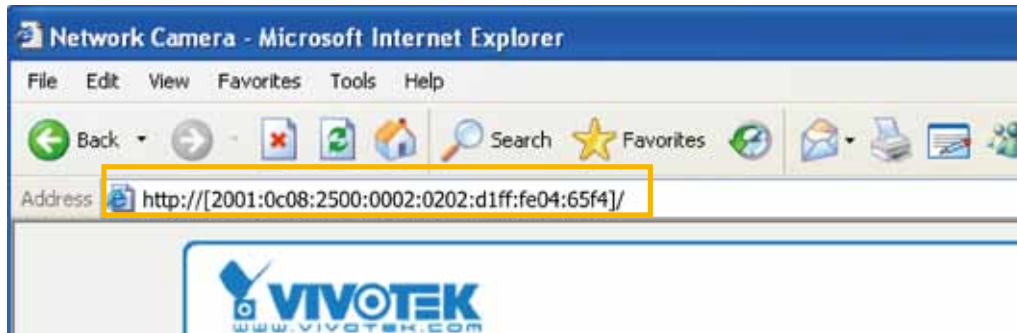 Network Camera - Microsoft Internet Explorer
File Edit View Favorites Tools Help
Back Search Favorites
Address http://[2001:0c08:2500:0002:0202:d1ff:fe04:65f4]/
VIVOTEK
www.vivotek.com